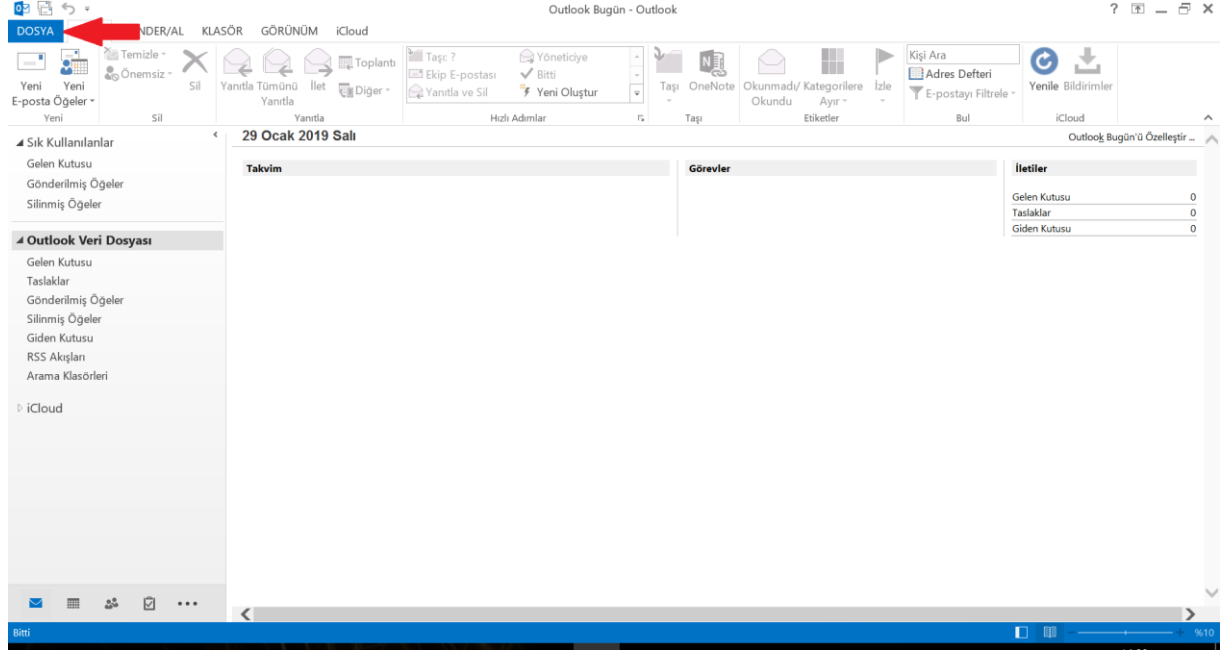 Outlook Bugün - Outlook
DOSYA NDER/AL KLASÖR GÖRÜNÜM iCloud
Yeni E-posta
Yeni Öğeler
Temizle
Önemsiz
Sil
Yanıtla
Tümünü Yanıtla
İlet
Toplantı
Diğer
Taşı: ?
Ekip E-postası
Yanıtla ve Sil
Yöneticiye
Bitti
Yeni Oluştur
Taşı
OneNote
Okunmadı/ Okundu
Kategorilere Ayır
İzle
Kişi Ara
Adres Defteri
E-postayı Filtrele
Yenile
Bildirimler
Yeni Sil Yanıtla Hızlı Adımlar Taşı Etiketler Bul iCloud
Sık Kullanılanlar
Gelen Kutusu
Gönderilmiş Öğeler
Silinmiş Öğeler
Outlook Veri Dosyası
Gelen Kutusu
Taslaklar
Gönderilmiş Öğeler
Silinmiş Öğeler
Giden Kutusu
RSS Akışları
Arama Klasörleri
iCloud
29 Ocak 2019 Salı
Outlook Bugün'ü Özelleştir ...
Takvim
Görevler
İletiler
Gelen Kutusu 0
Taslaklar 0
Giden Kutusu 0
Bitti
%10